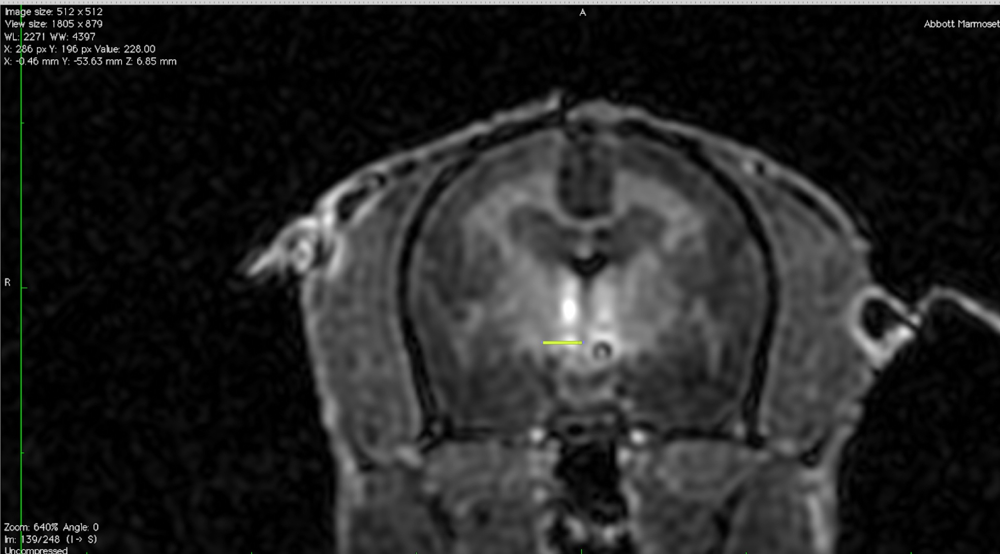 Image size: 512 x 512
View size: 1805 x 879
WL: 2271 WW: 4397
X: 286 px Y: 196 px Value: 228.00
X: -0.46 mm Y: -53.63 mm Z: 6.85 mm
A
Abbott Marmoset
R
Zoom: 640% Angle: 0
Im: 139/248 (I -> S)
Uncompressed